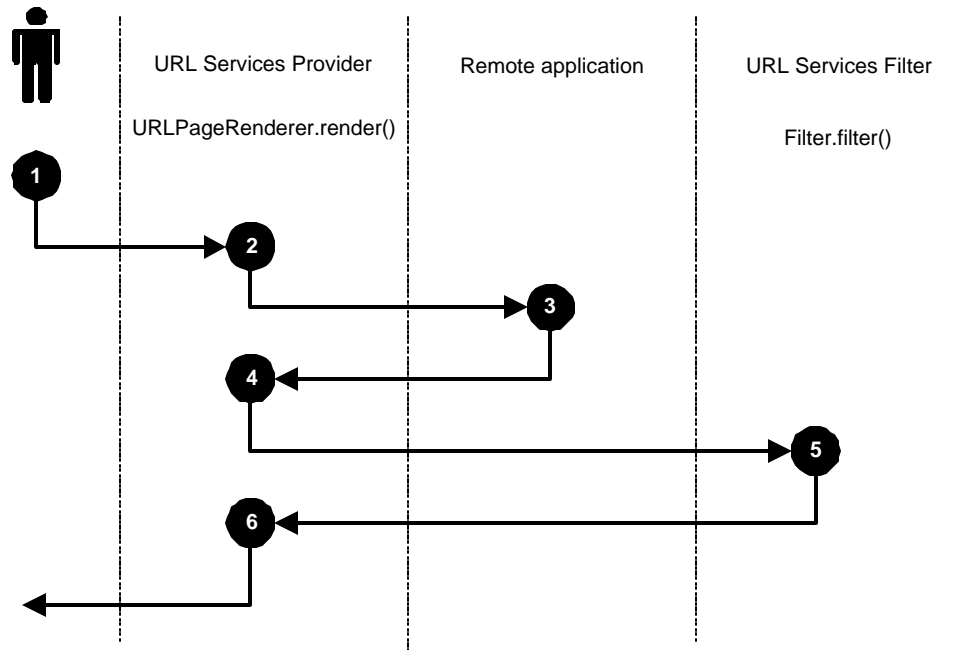 URL Services Provider
Remote application
URL Services Filter
URLPageRenderer.render()
Filter.filter()
1
2
3
4
5
6